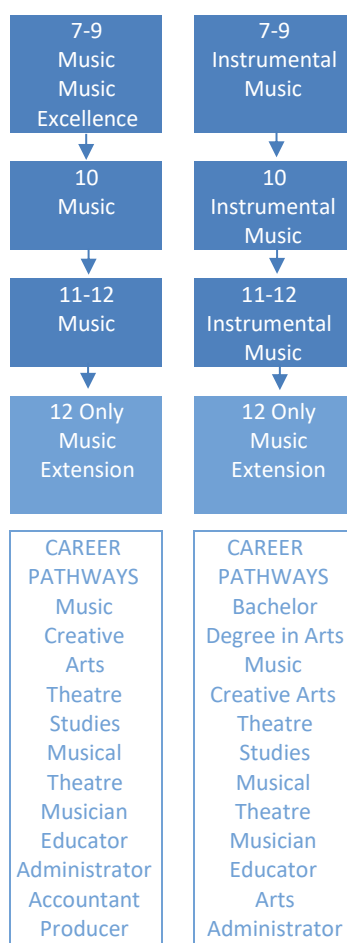 7-9
Music
Music
Excellence
10
Music
11-12
Music
12 Only
Music
Extension
CAREER
PATHWAYS
Music
Creative
Arts
Theatre
Studies
Musical
Theatre
Musician
Educator
Administrator
Accountant
Producer
7-9
Instrumental
Music
10
Instrumental
Music
11-12
Instrumental
Music
12 Only
Music
Extension
CAREER
PATHWAYS
Bachelor
Degree in Arts
Music
Creative Arts
Theatre
Studies
Musical
Theatre
Musician
Educator
Arts
Administrator